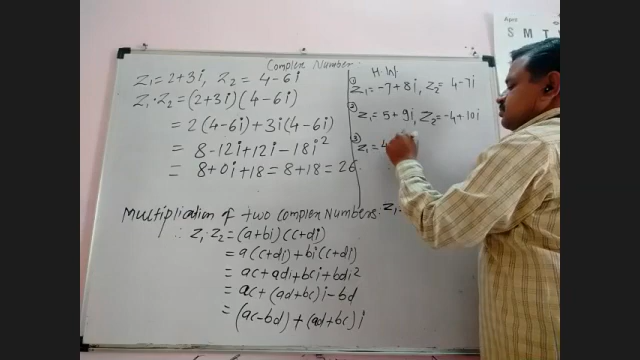 Complex Number
Z₁ = 2+3i, Z₂ = 4-6i
Z₁·Z₂ = (2+3i)(4-6i)
= 2(4-6i)+3i(4-6i)
= 8-12i+12i-18i²
= 8+0i+18 = 8+18 = 26.
H.W.
① Z₁ = -7+8i, Z₂ = 4-7i
② Z₁ = 5+9i, Z₂ = -4+10i
③ Z₁ = 4
Multiplication of two Complex Numbers. Z₁.
∴ Z₁·Z₂ = (a+bi)(c+di)
= a(c+di)+bi(c+di)
= ac+adi+bci+bdi²
= ac+(ad+bc)i-bd
= (ac-bd)+(ad+bc)i
S M T